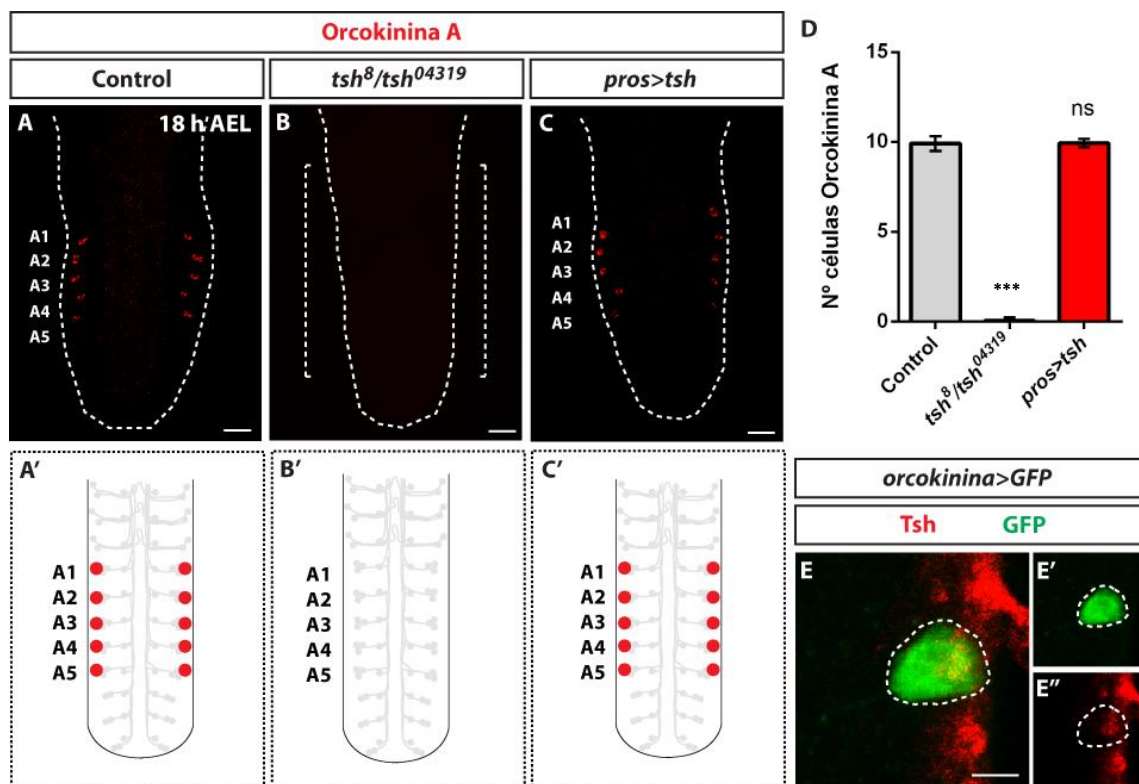 Orcokinina A
Control
tsh⁸/tsh⁰⁴³¹⁹
pros>tsh
A
18 h AEL
B
C
A1
A2
A3
A4
A5
D
Nº células Orcokinina A
15
10
5
0
***
ns
Control
tsh⁸/tsh⁰⁴³¹⁹
pros>tsh
A'
A1
A2
A3
A4
A5
B'
A1
A2
A3
A4
A5
C'
A1
A2
A3
A4
A5
A1
A2
A3
A4
A5
orcokinina>GFP
Tsh GFP
E
E'
E''